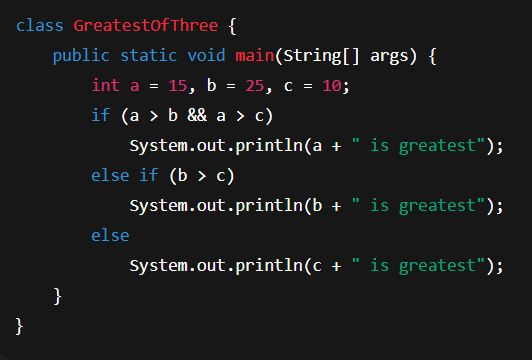 class GreatestOfThree {
    public static void main(String[] args) {
        int a = 15, b = 25, c = 10;
        if (a > b && a > c)
            System.out.println(a + " is greatest");
        else if (b > c)
            System.out.println(b + " is greatest");
        else
            System.out.println(c + " is greatest");
    }
}